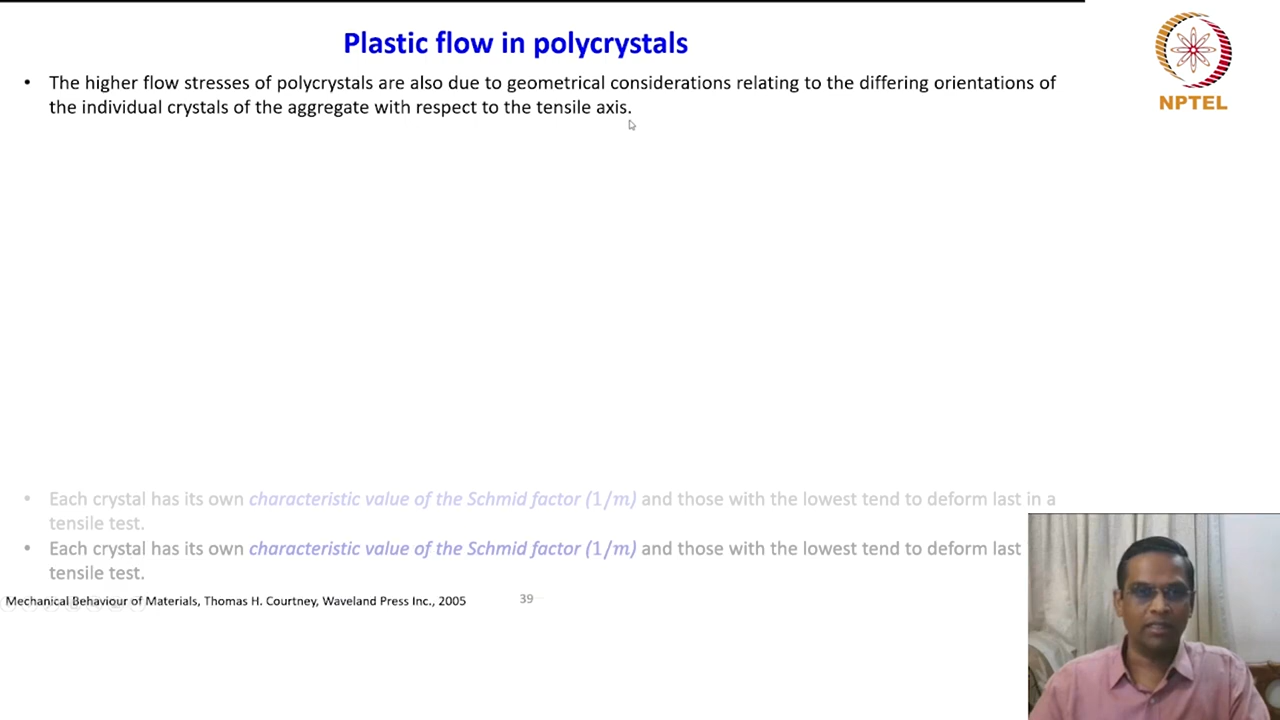 Plastic flow in polycrystals
NPTEL
• The higher flow stresses of polycrystals are also due to geometrical considerations relating to the differing orientations of
the individual crystals of the aggregate with respect to the tensile axis.
• Each crystal has its own characteristic value of the Schmid factor (1/m) and those with the lowest tend to deform last in a
tensile test.
• Each crystal has its own characteristic value of the Schmid factor (1/m) and those with the lowest tend to deform last
tensile test.
Mechanical Behaviour of Materials, Thomas H. Courtney, Waveland Press Inc., 2005
39